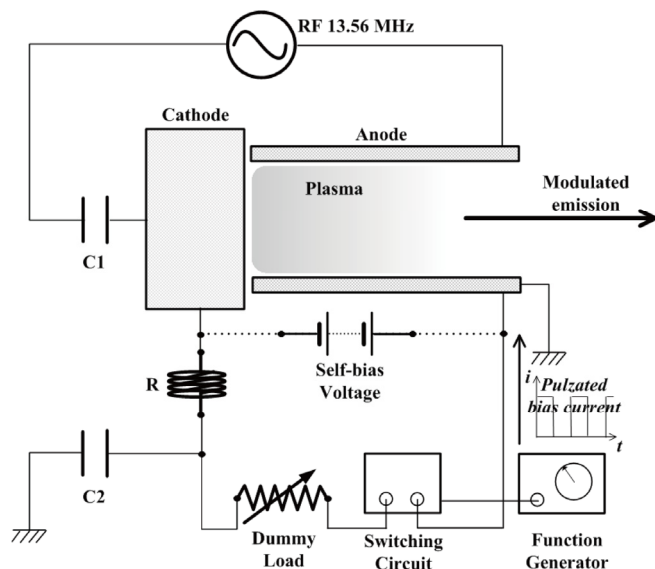 RF 13.56 MHz
Cathode
Anode
Plasma
Modulated
emission
C1
Self-bias
Voltage
R
i
Pulzated
bias current
t
C2
Dummy
Load
Switching
Circuit
Function
Generator